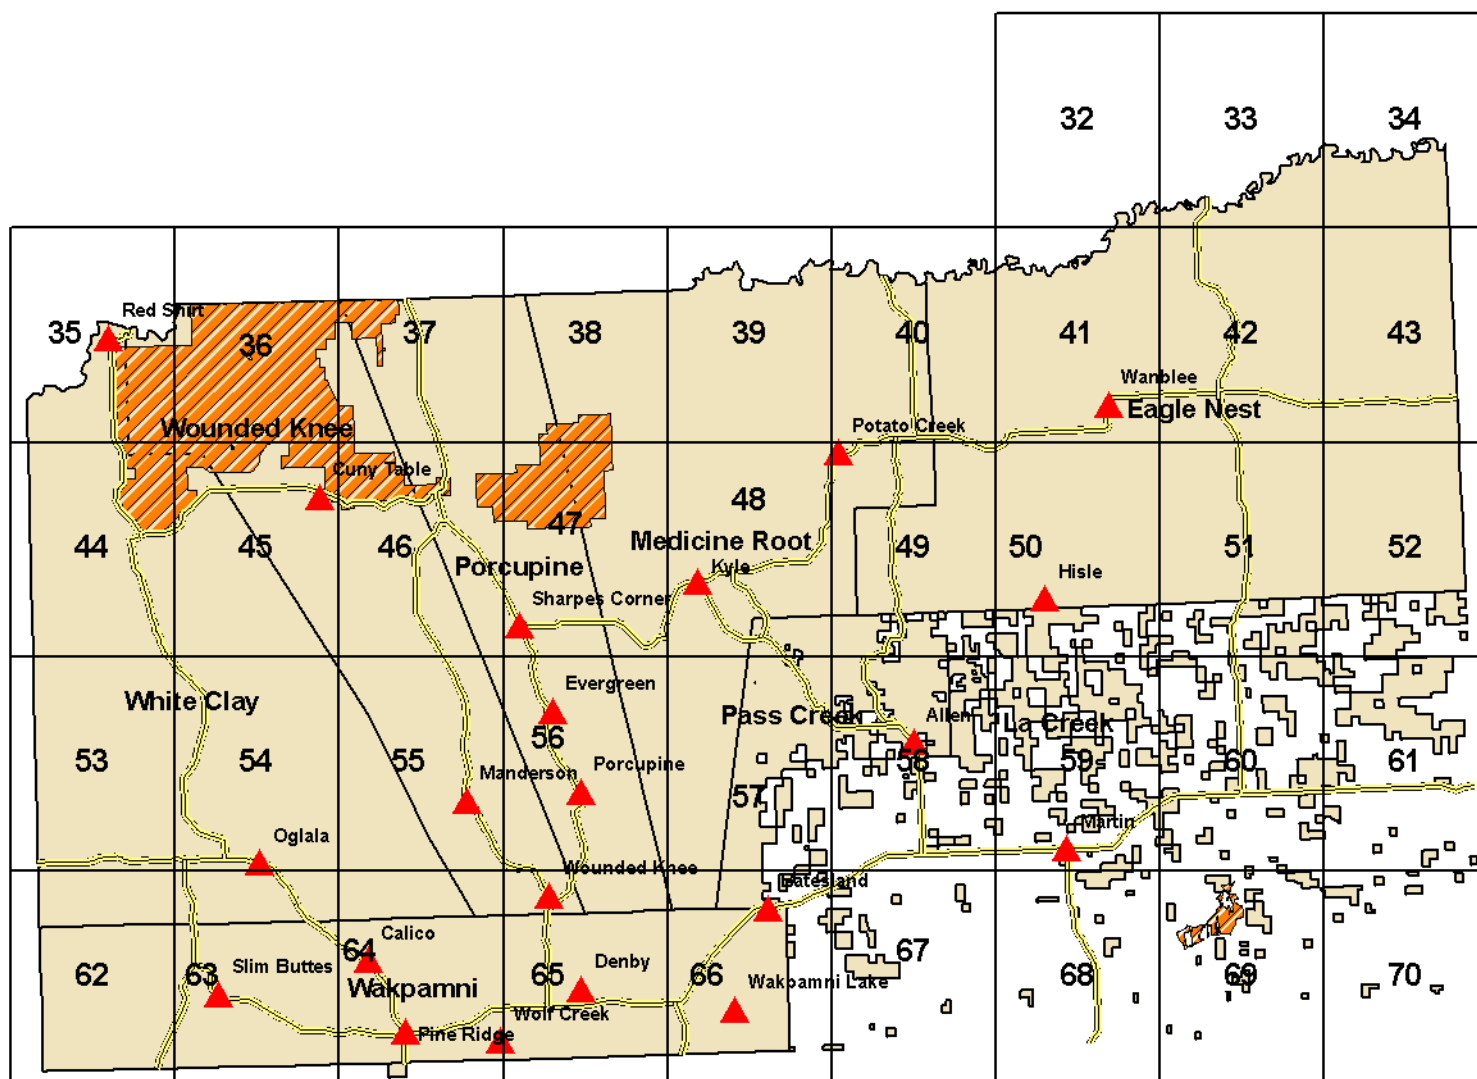 32
33
34
Red Shirt
35
36
37
38
39
40
41
42
43
Wanblee
Eagle Nest
Wounded Knee
Potato Creek
Cuny Table
48
47
44
45
46
Medicine Root
49
50
51
52
Porcupine
Kyle
Hisle
Sharpes Corner
Evergreen
White Clay
Pass Creek
Allen
La Creek
56
53
54
55
Manderson
Porcupine
57
58
59
60
61
Oglala
Martin
Wounded Knee
Batesland
Calico
64
67
Slim Buttes
Denby
62
63
65
66
Wakpamni Lake
68
69
70
Wakpamni
Wolf Creek
Pine Ridge